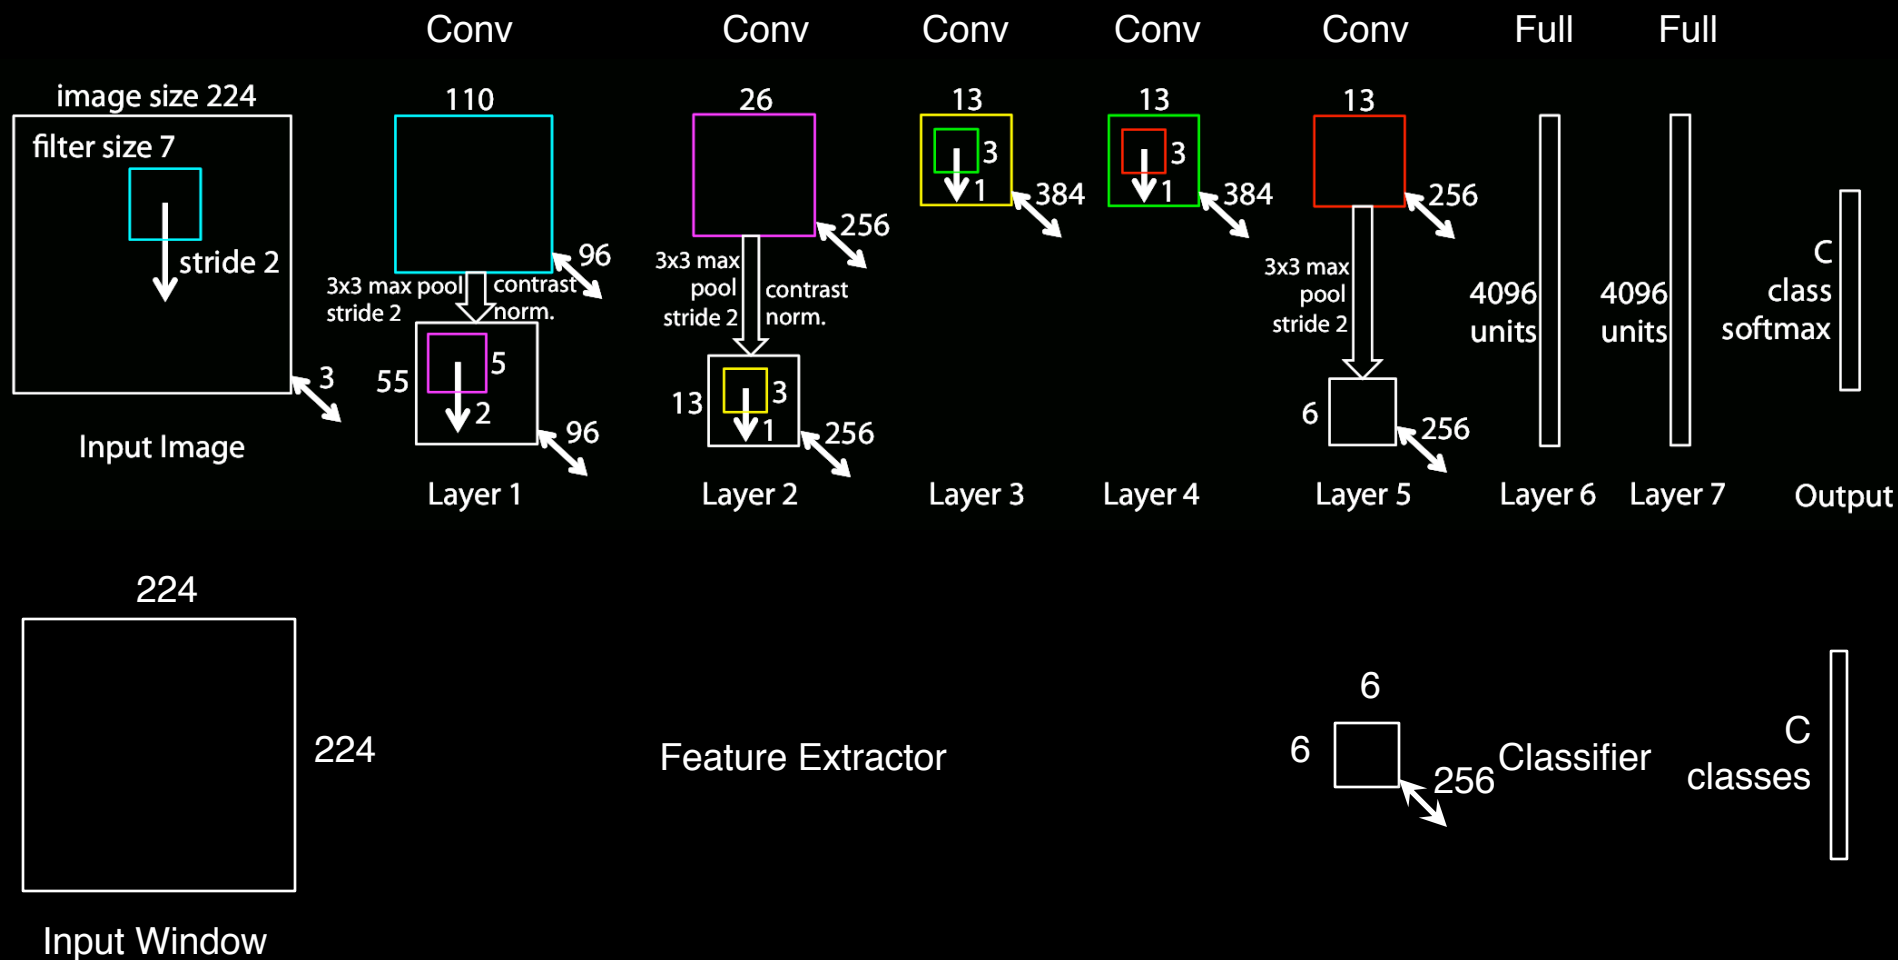 Conv
Conv
Conv
Conv
Conv
Full
Full
image size 224
filter size 7
stride 2
3
Input Image
110
96
3x3 max pool
stride 2
contrast
norm.
55
5
2
96
Layer 1
26
256
3x3 max
pool
stride 2
contrast
norm.
13
3
1
256
Layer 2
13
3
1
384
Layer 3
13
3
1
384
Layer 4
13
256
3x3 max
pool
stride 2
6
256
Layer 5
4096
units
Layer 6
4096
units
Layer 7
C
class
softmax
Output
224
224
Input Window
Feature Extractor
6
6
256
Classifier
C
classes